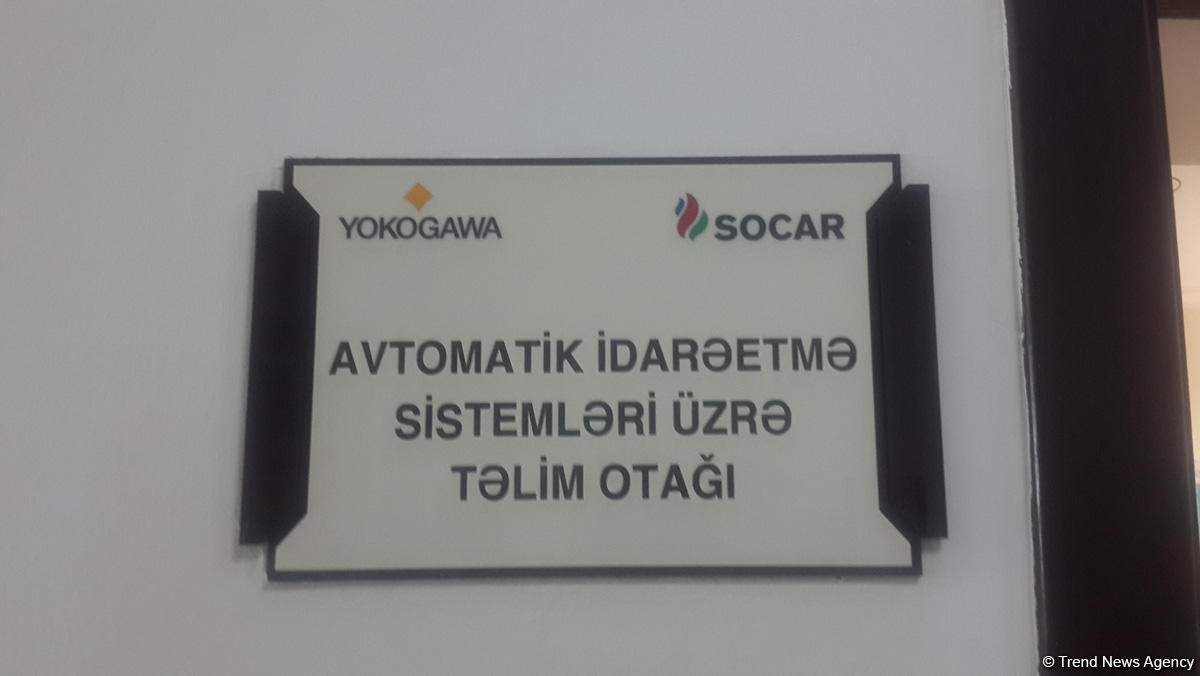 YOKOGAWA
SOCAR
AVTOMATİK İDARƏETMƏ
SİSTEMLƏRİ ÜZRƏ
TƏLİM OTAĞI
© Trend News Agency